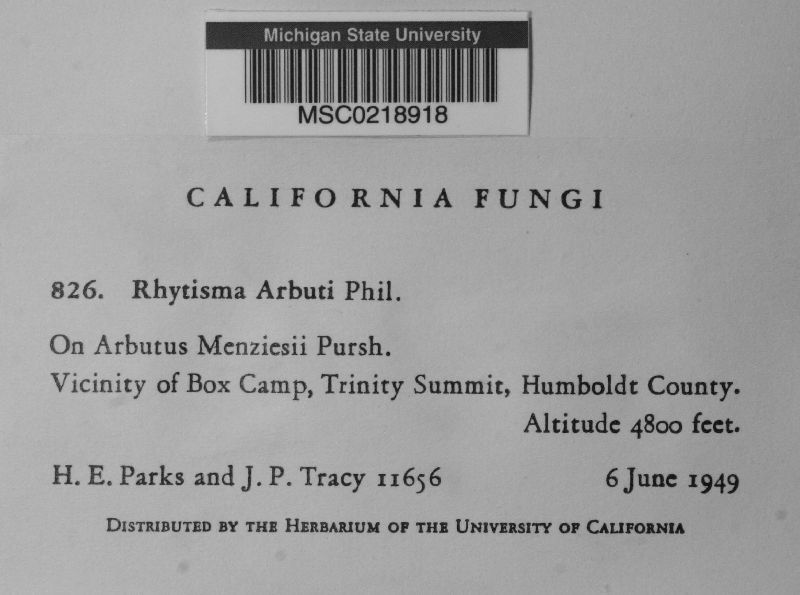 Michigan State University
MSC0218918
CALIFORNIA FUNGI
826. Rhytisma Arbuti Phil.
On Arbutus Menziesii Pursh.
Vicinity of Box Camp, Trinity Summit, Humboldt County.
Altitude 4800 feet.
H. E. Parks and J. P. Tracy 11656 6 June 1949
Distributed by the Herbarium of the University of California